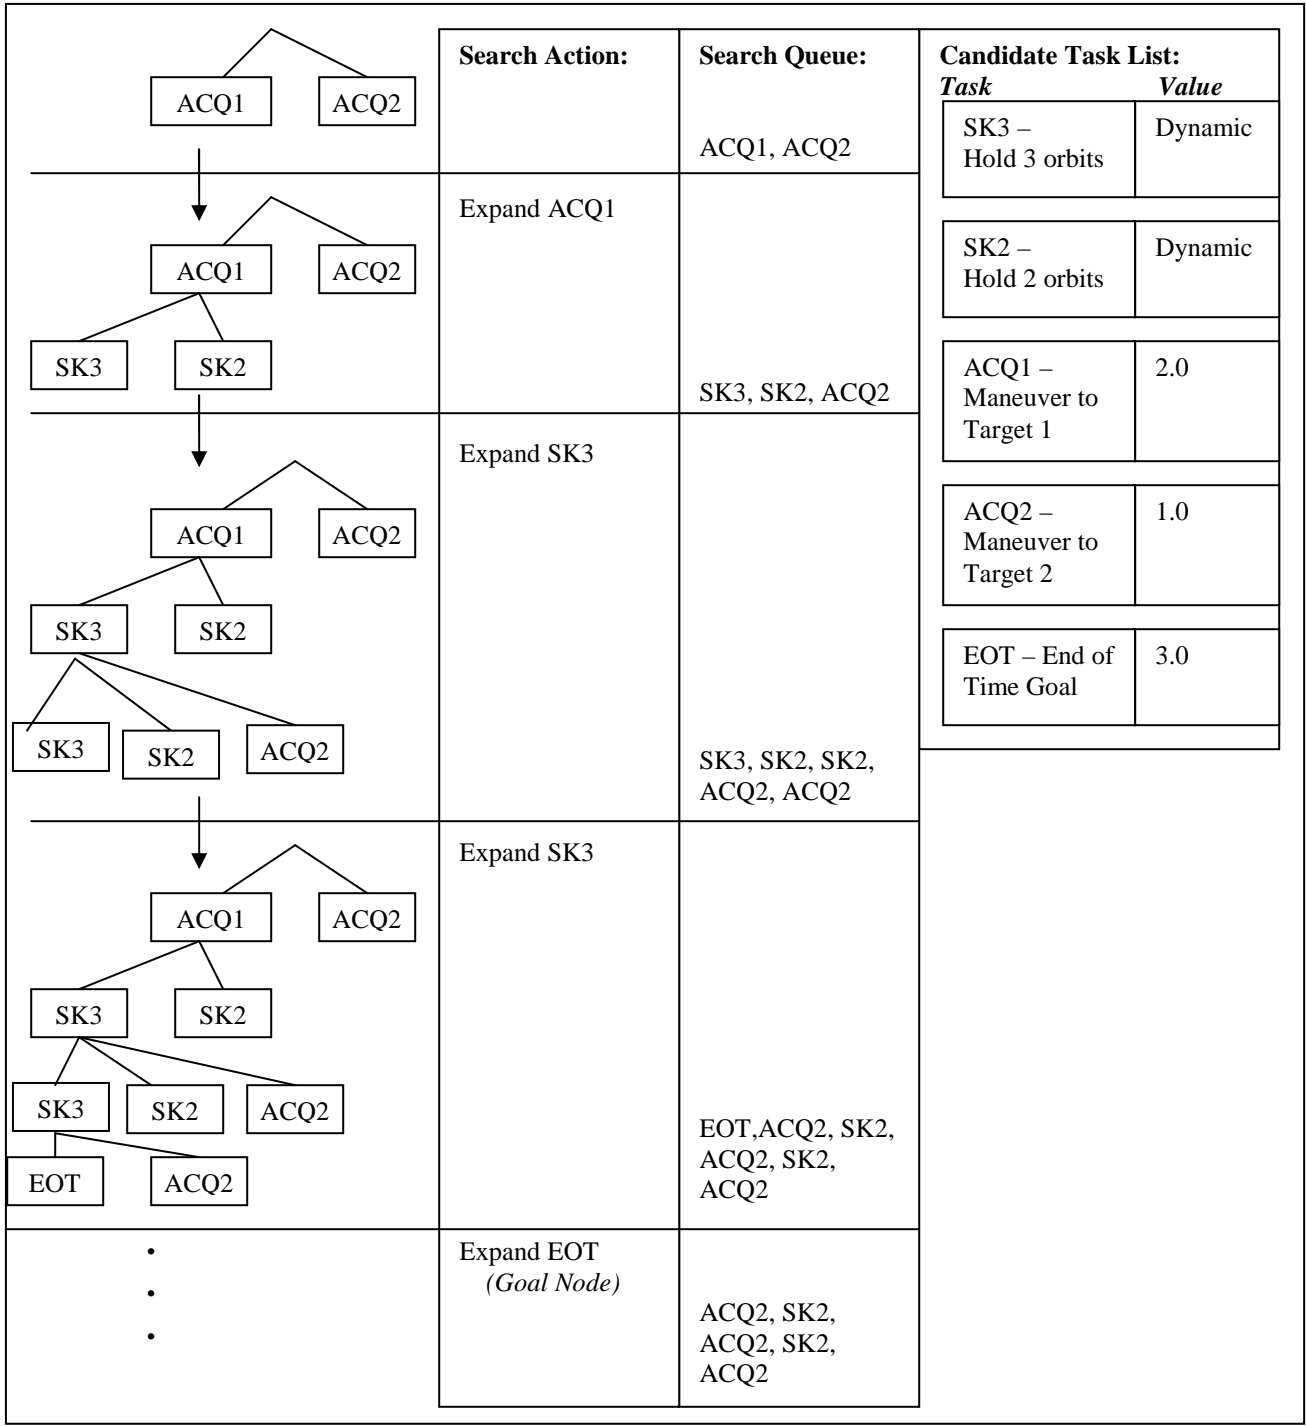 Search Action:
Search Queue:
Candidate Task List:
Task Value
ACQ1 ACQ2
ACQ1, ACQ2
SK3 –
Hold 3 orbits
Dynamic
Expand ACQ1
ACQ1 ACQ2
SK3 SK2
SK3, SK2, ACQ2
SK2 –
Hold 2 orbits
Dynamic
ACQ1 –
Maneuver to
Target 1
2.0
Expand SK3
ACQ1 ACQ2
SK3 SK2
SK3 SK2 ACQ2
SK3, SK2, SK2,
ACQ2, ACQ2
ACQ2 –
Maneuver to
Target 2
1.0
EOT – End of
Time Goal
3.0
Expand SK3
ACQ1 ACQ2
SK3 SK2
SK3 SK2 ACQ2
EOT ACQ2
EOT,ACQ2, SK2,
ACQ2, SK2,
ACQ2
Expand EOT
(Goal Node)
ACQ2, SK2,
ACQ2, SK2,
ACQ2